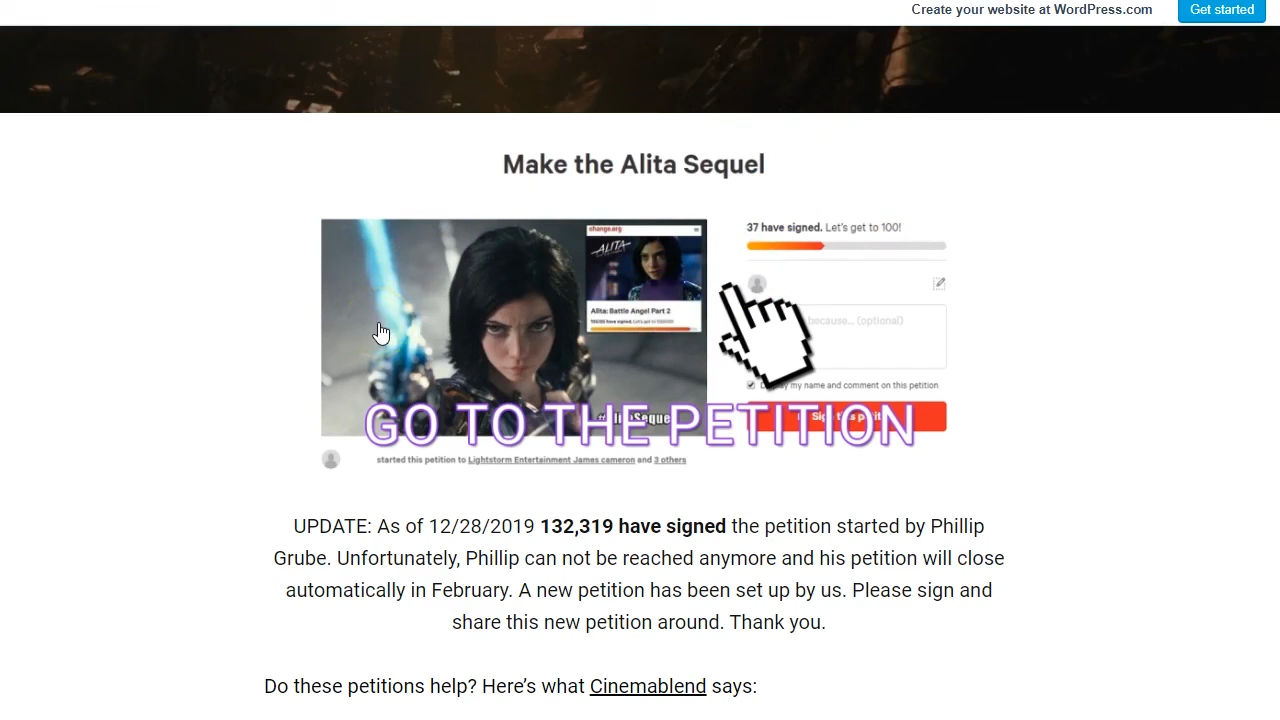 Create your website at WordPress.com
Get started
Make the Alita Sequel
change.org
ALITA
Alita: Battle Angel Part 2
37 have signed. Let's get to 100!
because... (optional)
my name and comment on this petition
GO TO THE PETITION
started this petition to Lightstorm Entertainment James cameron and 3 others
UPDATE: As of 12/28/2019 132,319 have signed the petition started by Phillip
Grube. Unfortunately, Phillip can not be reached anymore and his petition will close
automatically in February. A new petition has been set up by us. Please sign and
share this new petition around. Thank you.
Do these petitions help? Here's what Cinemablend says: